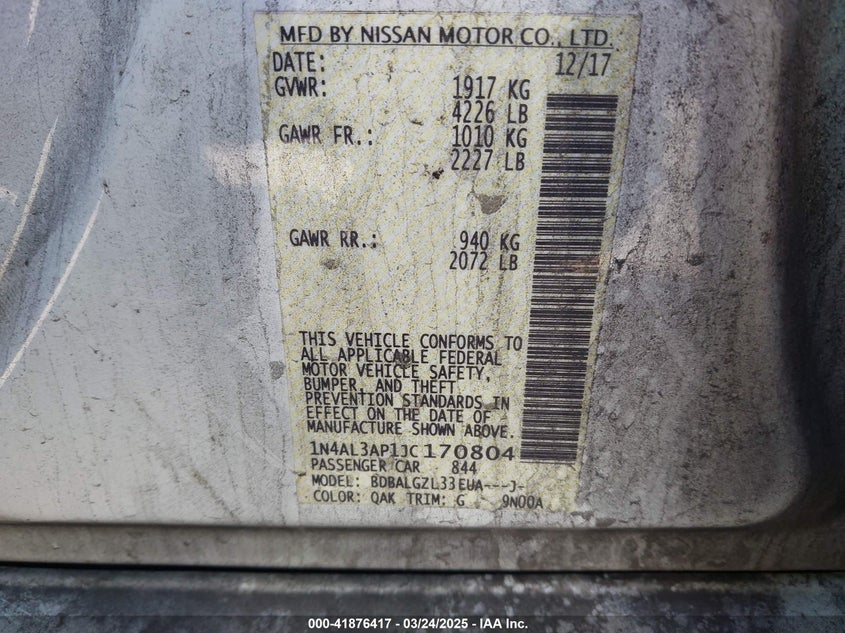 MFD BY NISSAN MOTOR CO., LTD.
DATE: 12/17
GVWR: 1917 KG
4226 LB
GAWR FR.: 1010 KG
2227 LB
GAWR RR.: 940 KG
2072 LB
THIS VEHICLE CONFORMS TO
ALL APPLICABLE FEDERAL
MOTOR VEHICLE SAFETY,
BUMPER, AND THEFT
PREVENTION STANDARDS IN
EFFECT ON THE DATE OF
MANUFACTURE SHOWN ABOVE.
1N4AL3AP1JC170804
PASSENGER CAR 844
MODEL: BDBALGZL33EUA---J-
COLOR: QAK TRIM: G 9N00A
000-41876417 - 03/24/2025 - IAA Inc.